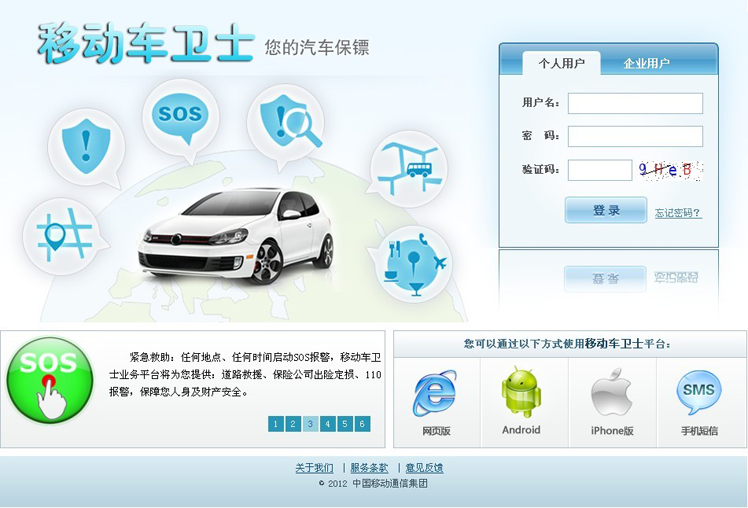 移动车卫士 您的汽车保镖
个人用户 企业用户
用户名：
密 码：
验证码： 9HeB
登 录 忘记密码?
SOS
SOS
紧急救助：任何地点、任何时间启动SOS报警，移动车卫
士业务平台将为您提供：道路救援、保险公司出险定损、110
报警，保障您人身及财产安全。
1 2 3 4 5 6
您可以通过以下方式使用移动车卫士平台：
SMS
网页版 Android iPhone版 手机短信
关于我们 | 服务条款 | 意见反馈
© 2012 中国移动通信集团